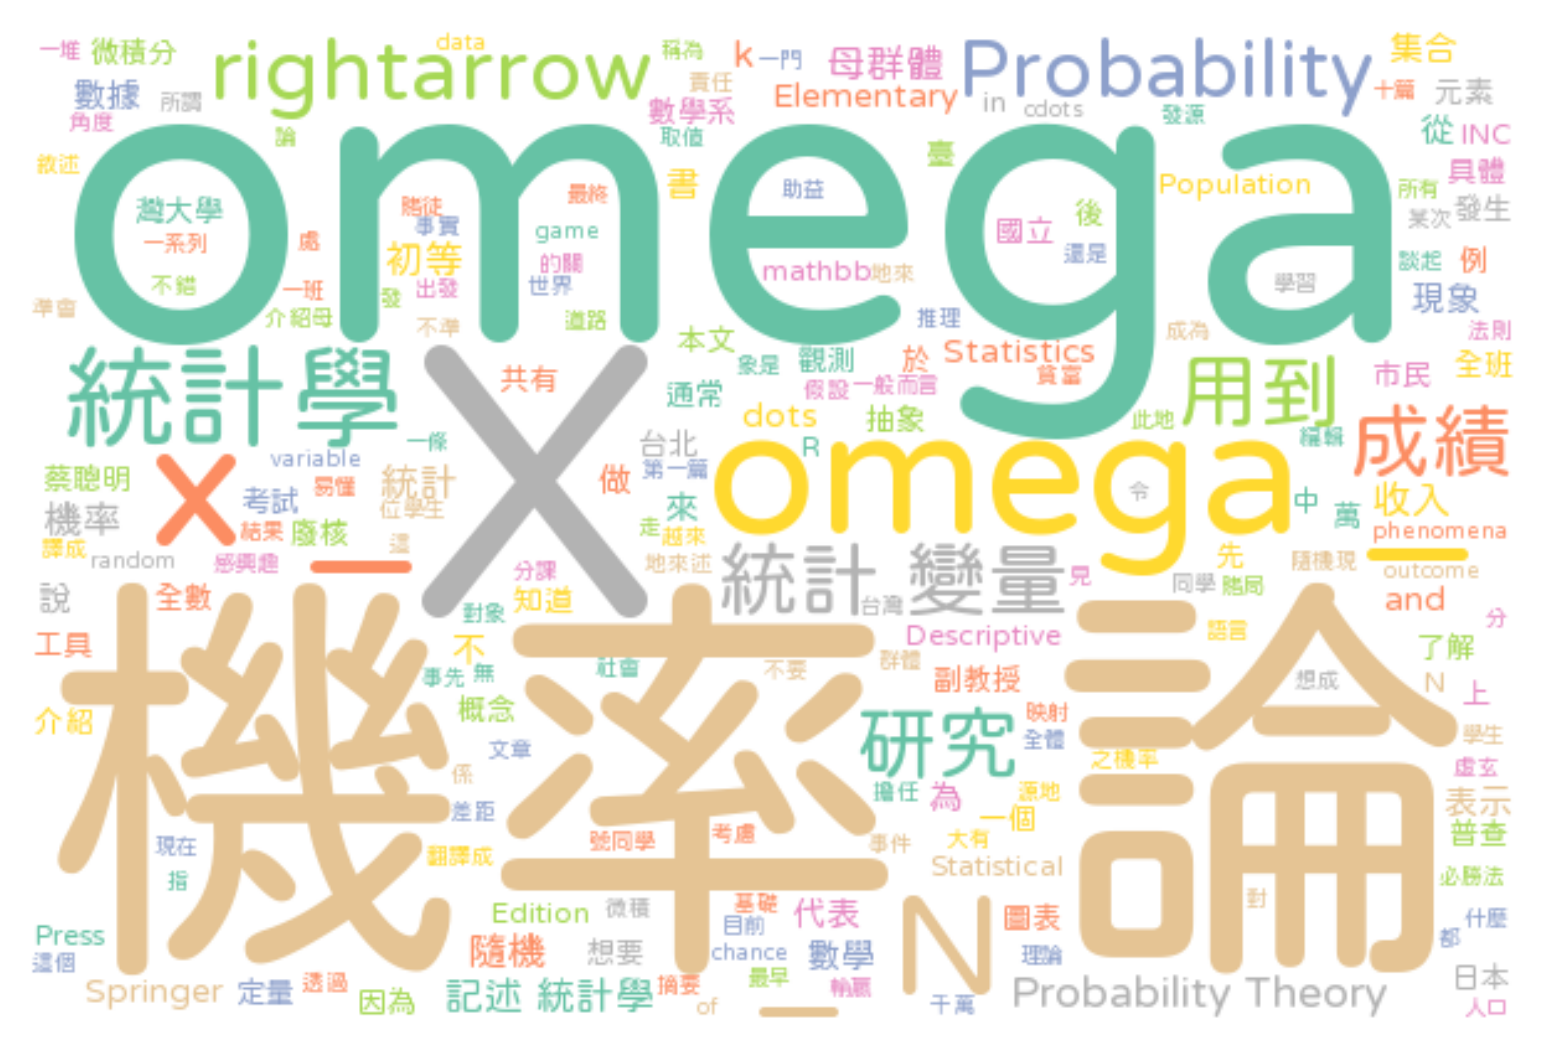 一堆 微積分 rightarrow data 稱為 k 一門 母群體 Probability 集合
數據 所謂 責任 Elementary in cdots 十篇 元素
角度 數學系 發源
論 取值 臺 從 INC
敘述 書 助益 Population 所有 具體
omega
灣大學 賭徒 事實 最終 國立 後 某次 發生
一系列 處 初等 game 還是 談起 例
不錯 一班 發 出發 的關 世界 mathbb 地來 學習 現象
準會 介紹母 不準 道路 本文 推理 成為 法則
統計學 X 共有 通常 象是 觀測 於 Statistics 貧富 用到 市民 全班
假設 一般而言
一條 台北 dots 抽象 此地 編輯 成績
蔡聰明 x variable 易懂 統計 做 第一篇 R omega 令 中 收入
機率 考試 位學生 來 萬
譯成 結果 廢核 這 走 越來 phenomena
random 感興趣 _ 分課 地來述 統計 變量 見 先 隨機現 _
outcome
說 全數 對象 知道 台灣 同學 賭局 and
機率論
工具 不 社會 不要 Descriptive 語言 分
事先 無 群體 副教授 想成 了解
介紹 概念 研究 映射 N 上
文章 全體 學生
係 之機率 虛玄
差距 擔任 為 源地 表示
現在 號同學 考慮 一個 普查
指 翻譯成 事件 大有 Statistical 對 必勝法
Press Edition 微積 基礎 代表 N 圖表 什麼
這個 隨機 想要 目前 chance 數學 理論 都 日本
Springer 定量 透過 因為 記述 統計學 摘要 最早 輸贏 Probability Theory 人口
of _ 千萬